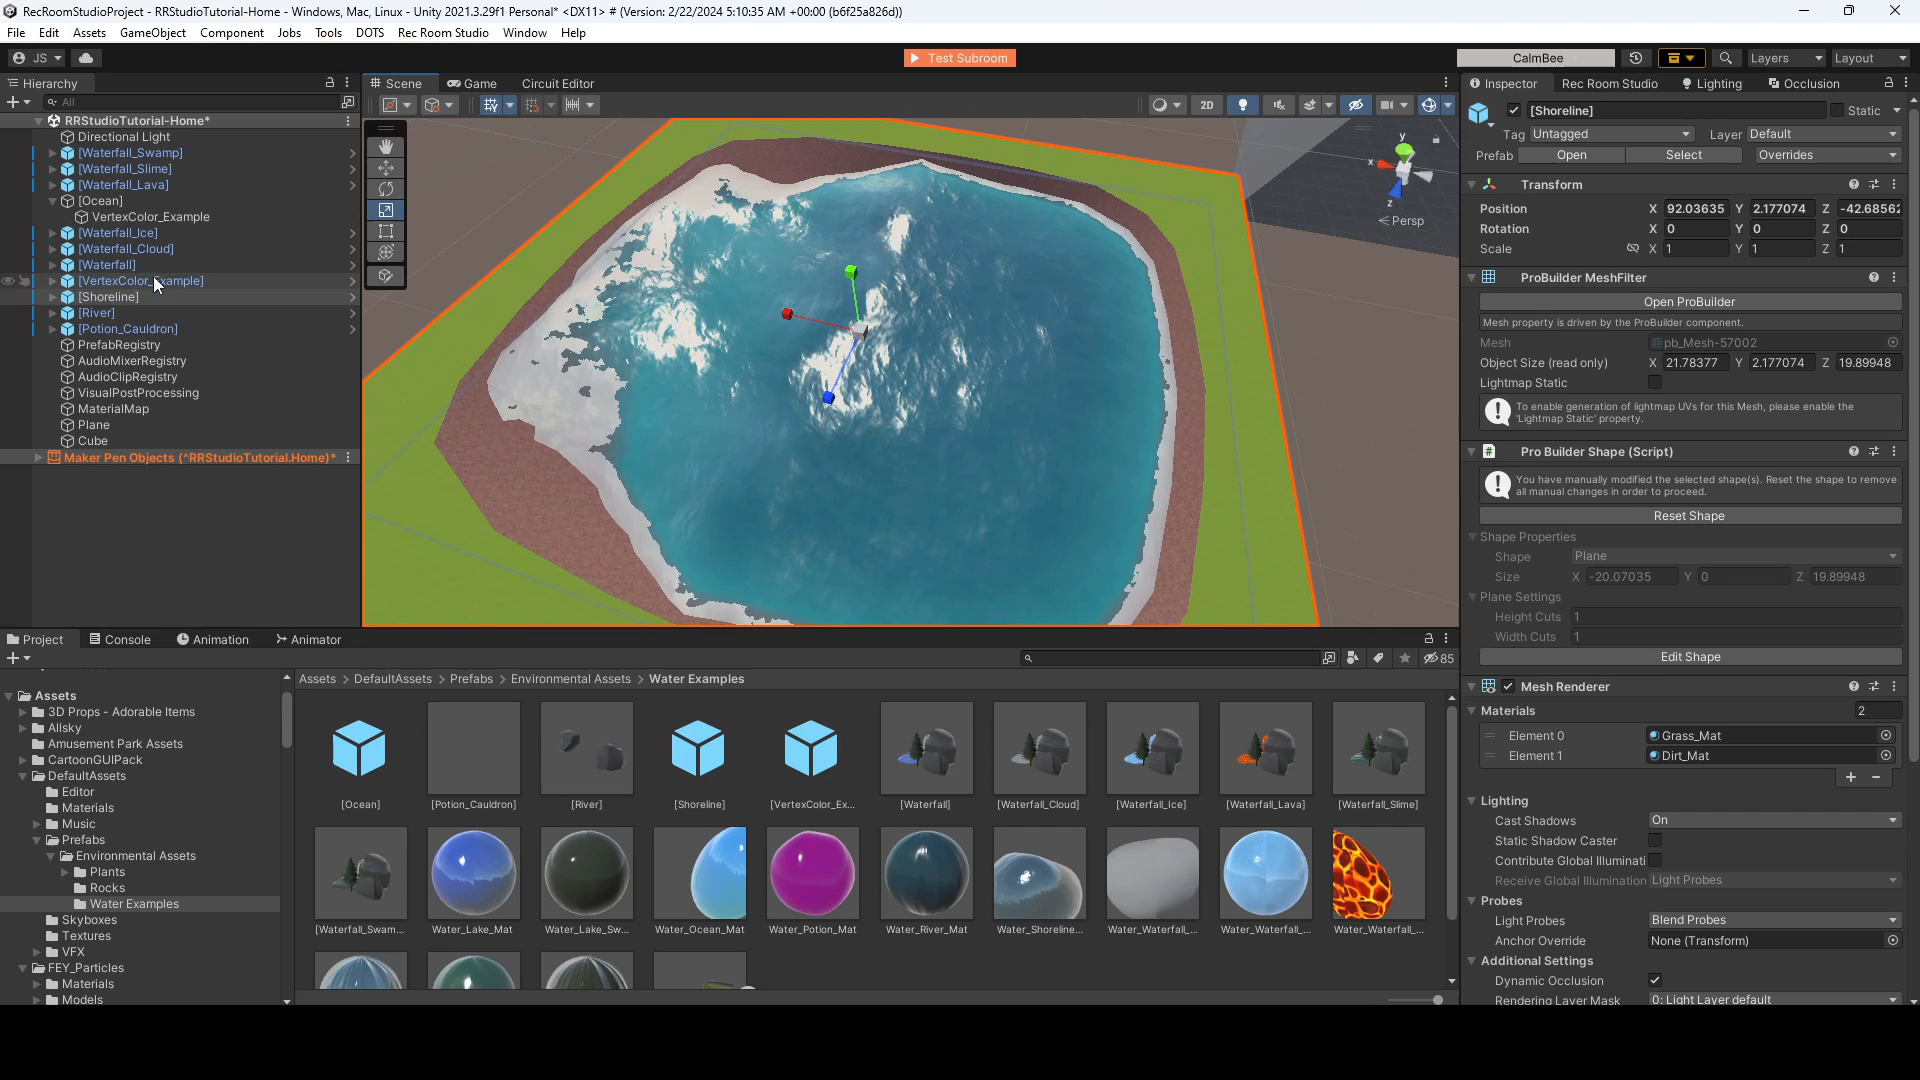 RecRoomStudioProject - RRStudioTutorial-Home - Windows, Mac, Linux - Unity 2021.3.29f1 Personal* <DX11> # (Version: 2/22/2024 5:10:35 AM +00:00 (b6f25a826d))
File Edit Assets GameObject Component Jobs Tools DOTS Rec Room Studio Window Help
JS Test Subroom CalmBee Layers Layout
Hierarchy Scene Game Circuit Editor Inspector Rec Room Studio Lighting Occlusion
All 2D
RRStudioTutorial-Home*
Directional Light
[Waterfall_Swamp]
[Waterfall_Slime]
[Waterfall_Lava]
[Ocean]
VertexColor_Example
[Waterfall_Ice]
[Waterfall_Cloud]
[Waterfall]
[VertexColor_Example]
[Shoreline]
[River]
[Potion_Cauldron]
PrefabRegistry
AudioMixerRegistry
AudioClipRegistry
VisualPostProcessing
MaterialMap
Plane
Cube
Maker Pen Objects (^RRStudioTutorial.Home)*
y
x
z
Persp
[Shoreline] Static
Tag Untagged Layer Default
Prefab Open Select Overrides
Transform
Position X 92.03635 Y 2.177074 Z -42.68562
Rotation X 0 Y 0 Z 0
Scale X 1 Y 1 Z 1
ProBuilder MeshFilter
Open ProBuilder
Mesh property is driven by the ProBuilder component.
Mesh pb_Mesh-57002
Object Size (read only) X 21.78377 Y 2.177074 Z 19.89948
Lightmap Static
To enable generation of lightmap UVs for this Mesh, please enable the 'Lightmap Static' property.
Pro Builder Shape (Script)
You have manually modified the selected shape(s). Reset the shape to remove all manual changes in order to proceed.
Reset Shape
Shape Properties
Shape Plane
Size X -20.07035 Y 0 Z 19.89948
Plane Settings
Height Cuts 1
Width Cuts 1
Edit Shape
Mesh Renderer
Materials 2
Element 0 Grass_Mat
Element 1 Dirt_Mat
Lighting
Cast Shadows On
Static Shadow Caster
Contribute Global Illuminati
Receive Global Illumination Light Probes
Probes
Light Probes Blend Probes
Anchor Override None (Transform)
Additional Settings
Dynamic Occlusion
Rendering Layer Mask 0: Light Layer default
Project Console Animation Animator
85
Assets > DefaultAssets > Prefabs > Environmental Assets > Water Examples
Assets
3D Props - Adorable Items
Allsky
Amusement Park Assets
CartoonGUIPack
DefaultAssets
Editor
Materials
Music
Prefabs
Environmental Assets
Plants
Rocks
Water Examples
Skyboxes
Textures
VFX
FEY_Particles
Materials
Models
[Ocean] [Potion_Cauldron] [River] [Shoreline] [VertexColor_Ex... [Waterfall] [Waterfall_Cloud] [Waterfall_Ice] [Waterfall_Lava] [Waterfall_Slime]
[Waterfall_Swam... Water_Lake_Mat Water_Lake_Sw... Water_Ocean_Mat Water_Potion_Mat Water_River_Mat Water_Shoreline... Water_Waterfall_... Water_Waterfall_... Water_Waterfall_...